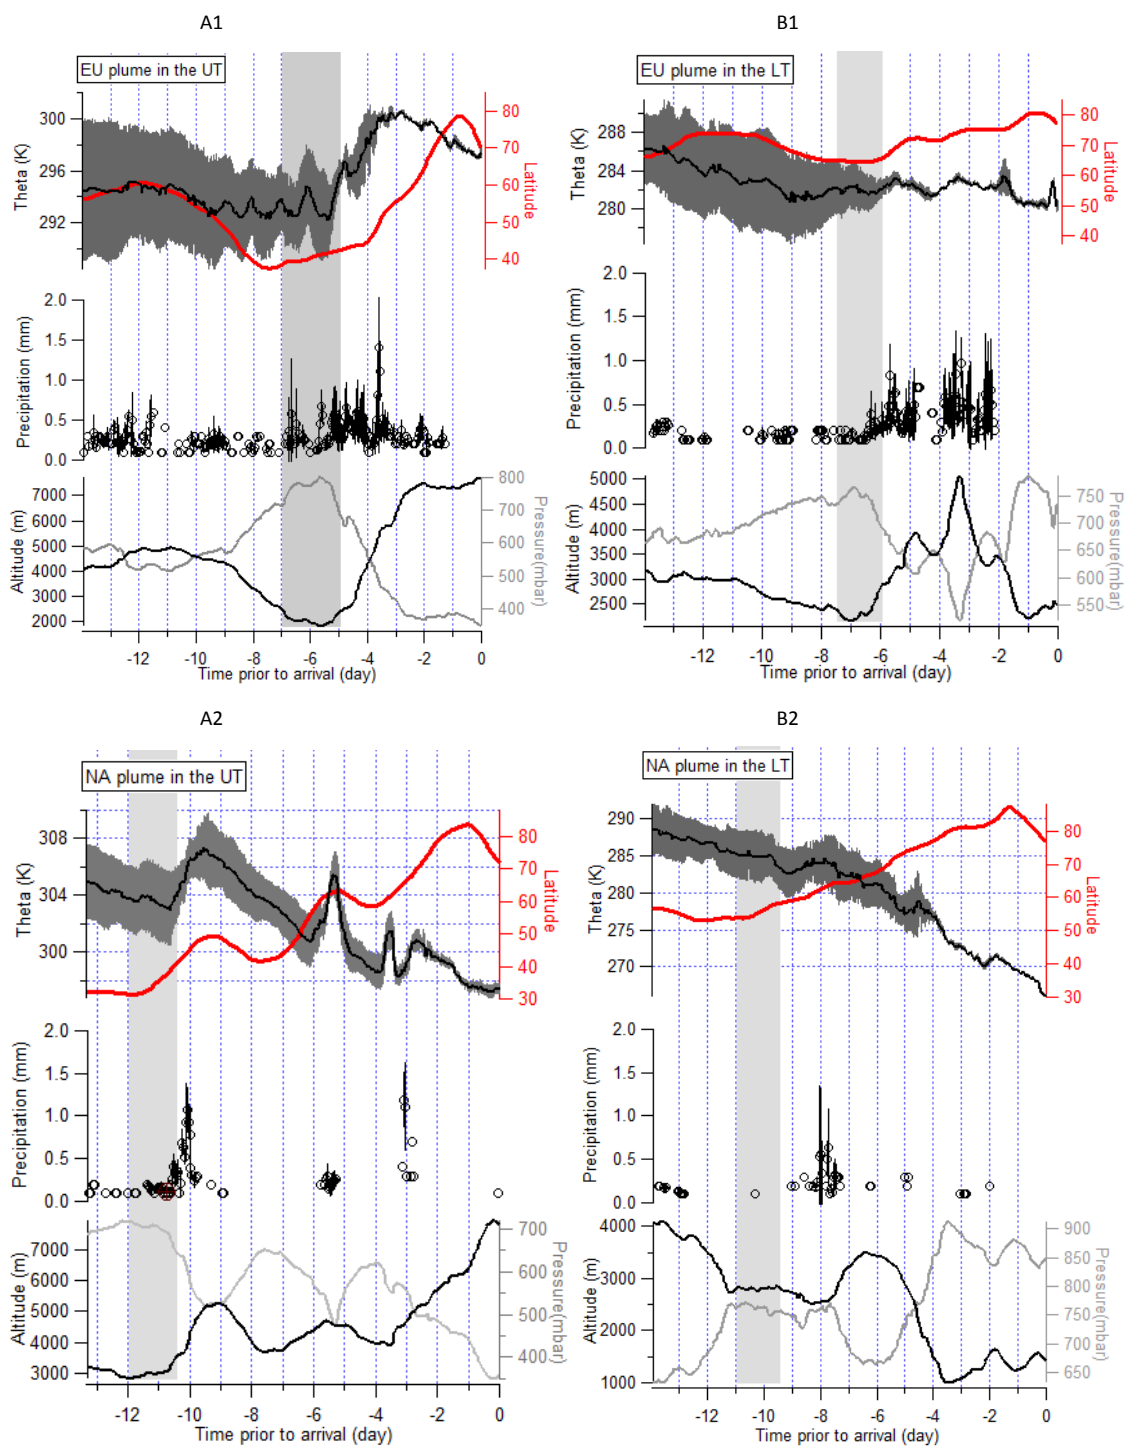 A1
B1
EU plume in the UT
EU plume in the LT
300
296
292
Theta (K)
80
70
60
50
40
Latitude
288
284
280
Theta (K)
80
70
60
50
40
Latitude
2.0
1.5
1.0
0.5
0.0
Precipitation (mm)
2.0
1.5
1.0
0.5
0.0
Precipitation (mm)
7000
6000
5000
4000
3000
2000
Altitude (m)
800
700
600
500
400
Pressure(mbar)
5000
4500
4000
3500
3000
2500
Altitude (m)
750
700
650
600
550
Pressure(mbar)
-12 -10 -8 -6 -4 -2 0
Time prior to arrival (day)
-12 -10 -8 -6 -4 -2 0
Time prior to arrival (day)
A2
B2
NA plume in the UT
NA plume in the LT
308
304
300
Theta (K)
80
70
60
50
40
30
Latitude
290
285
280
275
270
Theta (K)
80
70
60
50
40
30
Latitude
2.0
1.5
1.0
0.5
0.0
Precipitation (mm)
2.0
1.5
1.0
0.5
0.0
Precipitation (mm)
7000
6000
5000
4000
3000
Altitude (m)
700
600
500
400
Pressure(mbar)
4000
3000
2000
1000
Altitude (m)
900
850
800
750
700
650
Pressure(mbar)
-12 -10 -8 -6 -4 -2 0
Time prior to arrival (day)
-12 -10 -8 -6 -4 -2 0
Time prior to arrival (day)